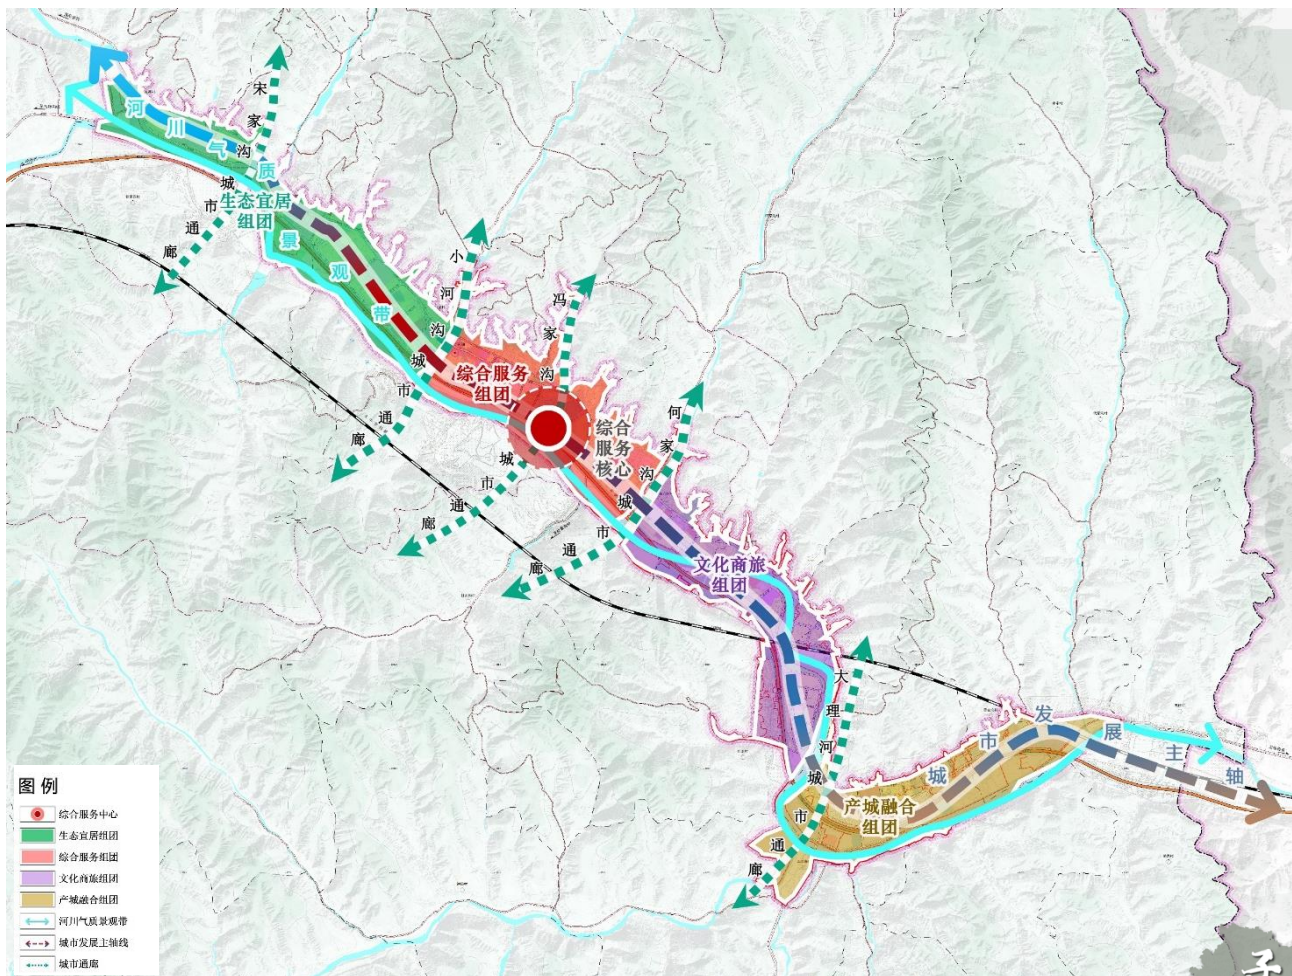 河川气质景观带
宋家沟城市通廊
生态宜居
组团
小河沟城市通廊
冯家沟城市通廊
综合服务
组团
综合
服务
核心
何家沟城市通廊
文化商旅
组团
大理河城市通廊
城市发展主轴
产城融合
组团
图例
综合服务中心
生态宜居组团
综合服务组团
文化商旅组团
产城融合组团
河川气质景观带
城市发展主轴线
城市通廊
子